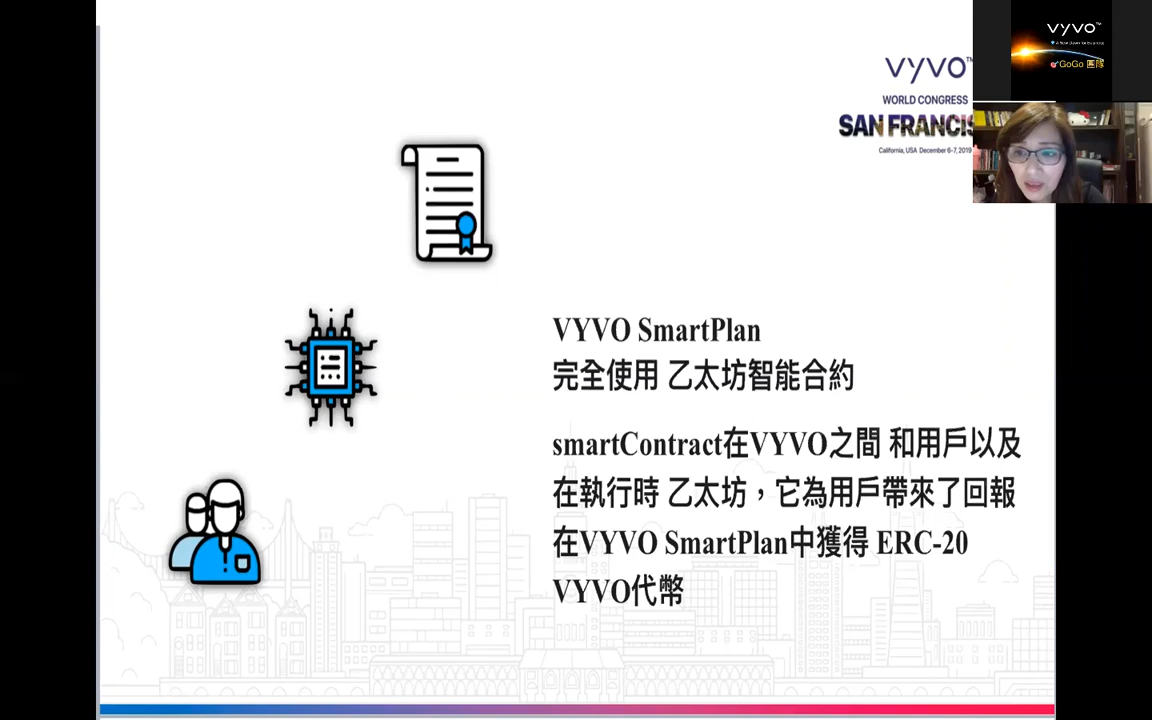 VYVO™
WORLD CONGRESS
SAN FRANCIS
California, USA December 6-7, 2019
VYVO™
GoGo 團隊
VYVO SmartPlan
完全使用 乙太坊智能合約
smartContract在VYVO之間 和用戶以及
在執行時 乙太坊，它為用戶帶來了回報
在VYVO SmartPlan中獲得 ERC-20
VYVO代幣